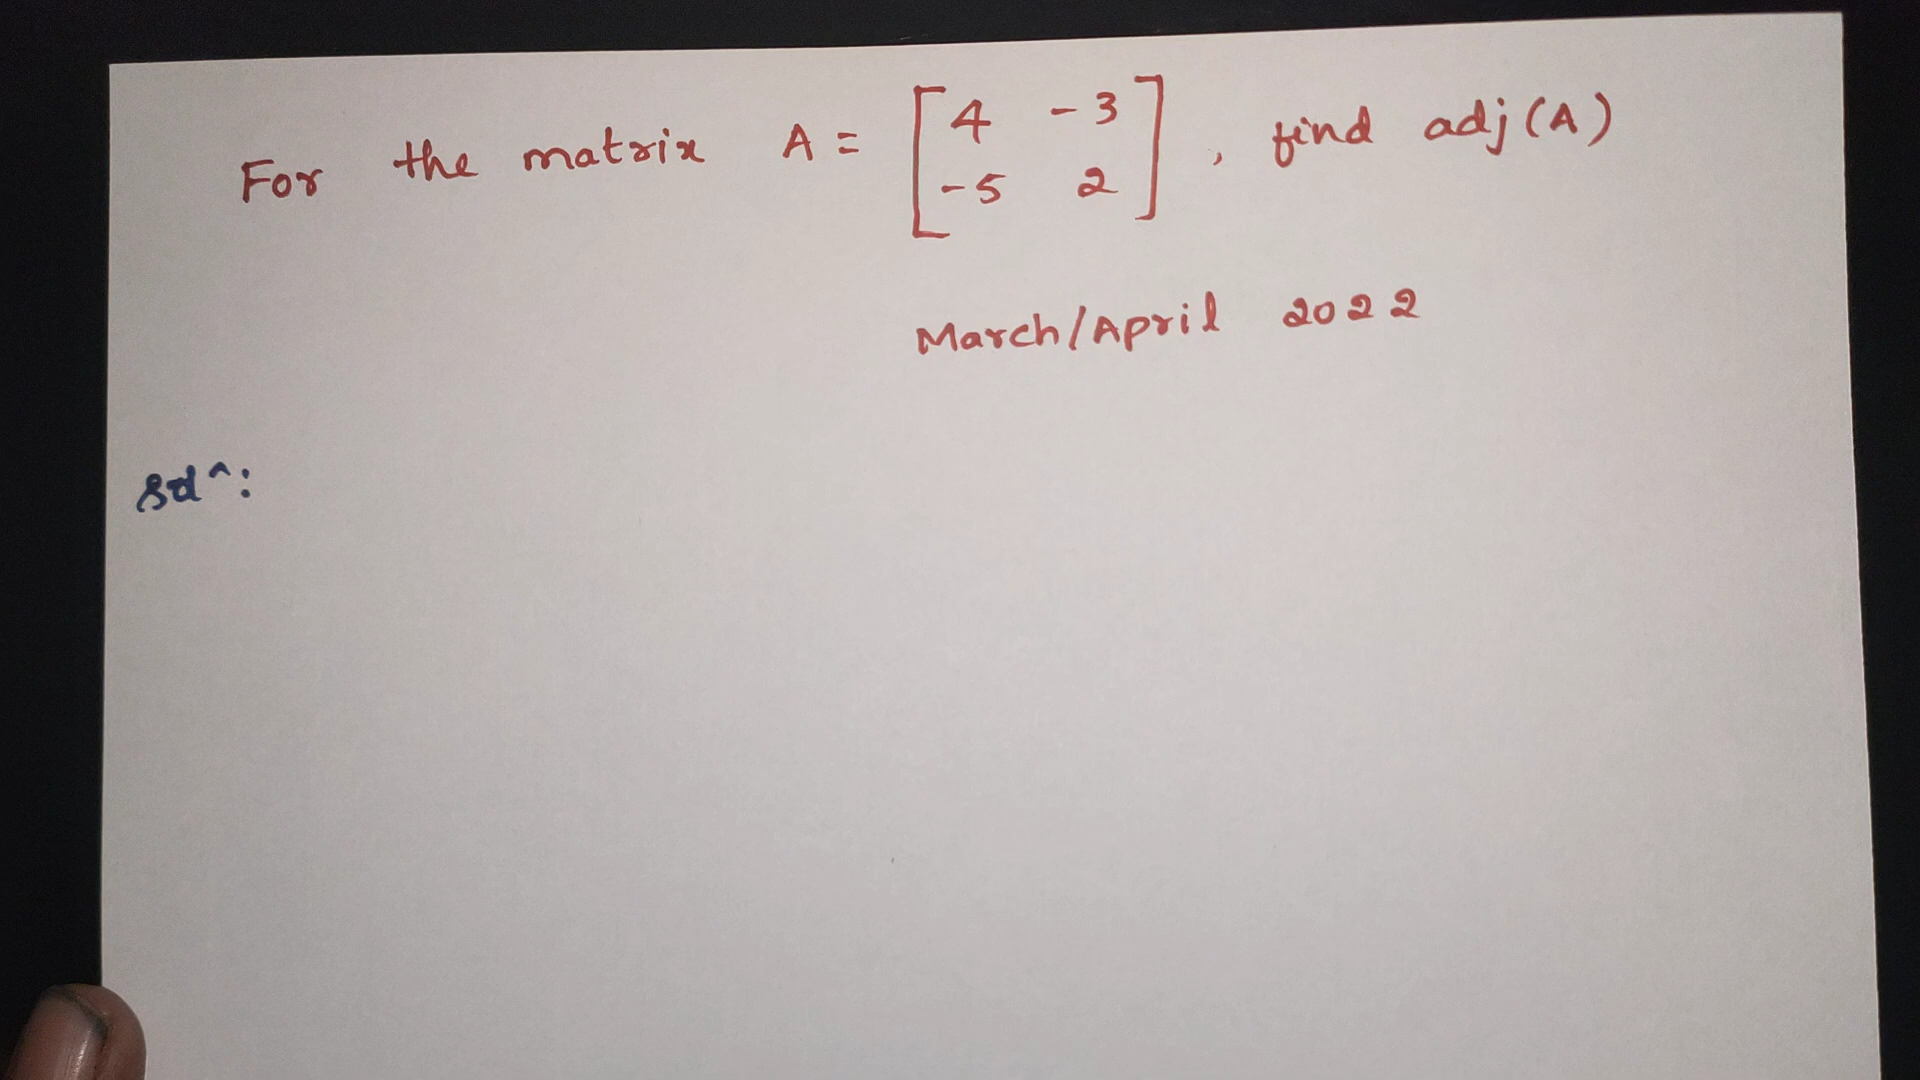 For the matrix A = [ 4 -3 ] , find adj(A)
[ -5 2 ]
March/April 2022
Sol^: